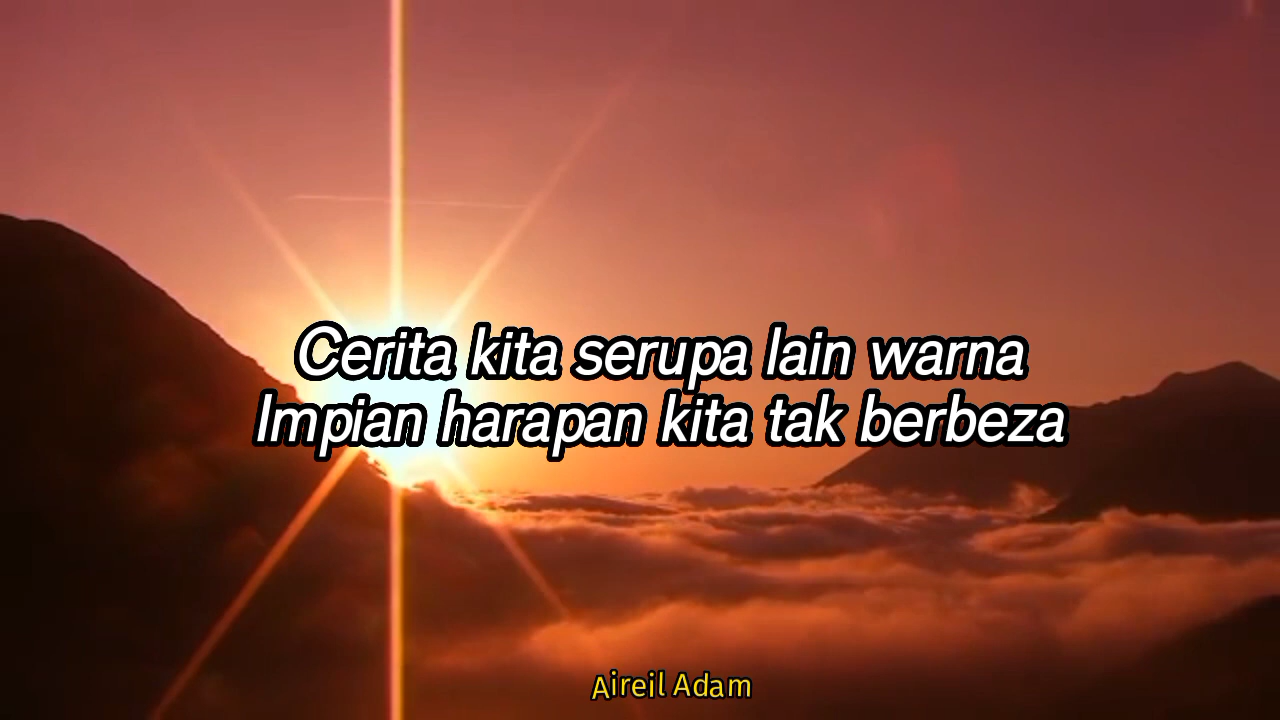 Cerita kita serupa lain warna
Impian harapan kita tak berbeza
Aireil Adam